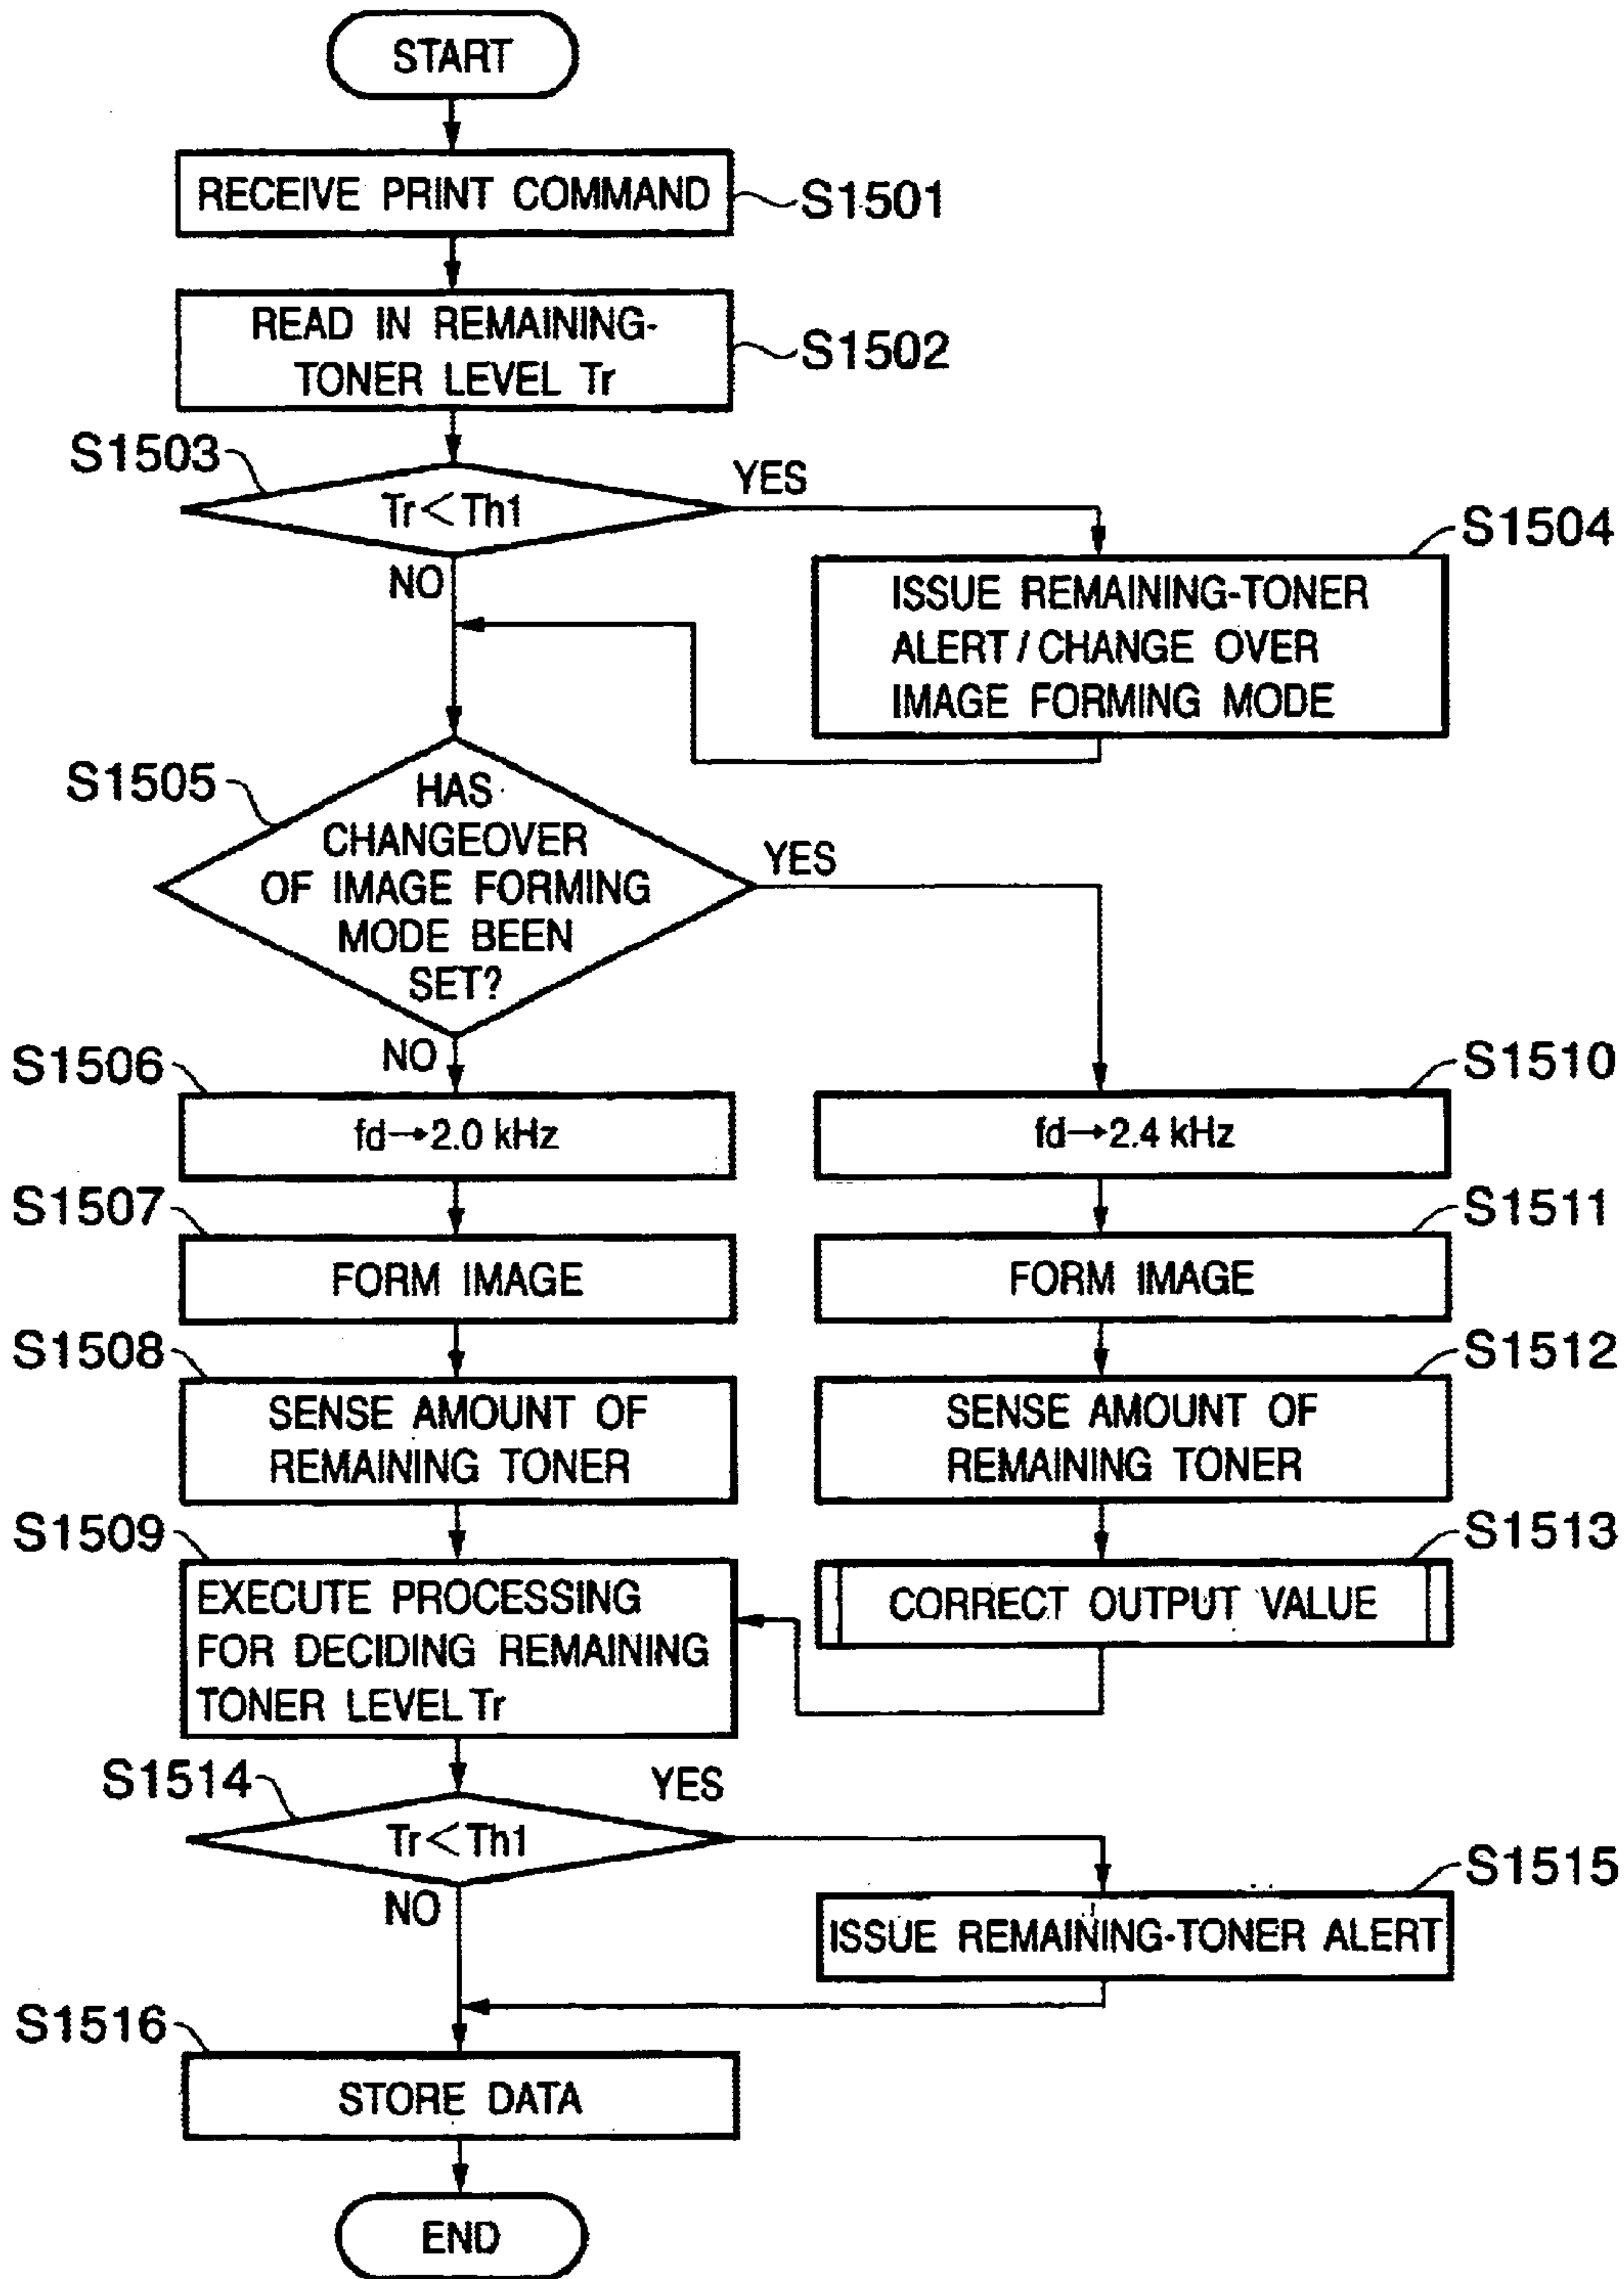 START
RECEIVE PRINT COMMAND
S1501
READ IN REMAINING-
TONER LEVEL Tr
S1502
S1503
Tr<Th1
YES
NO
S1504
ISSUE REMAINING-TONER
ALERT / CHANGE OVER
IMAGE FORMING MODE
S1505
HAS
CHANGEOVER
OF IMAGE FORMING
MODE BEEN
SET?
YES
NO
S1506
fd→2.0 kHz
S1510
fd→2.4 kHz
S1507
FORM IMAGE
S1511
FORM IMAGE
S1508
SENSE AMOUNT OF
REMAINING TONER
S1512
SENSE AMOUNT OF
REMAINING TONER
S1509
EXECUTE PROCESSING
FOR DECIDING REMAINING
TONER LEVEL Tr
S1513
CORRECT OUTPUT VALUE
S1514
Tr<Th1
YES
NO
S1515
ISSUE REMAINING-TONER ALERT
S1516
STORE DATA
END